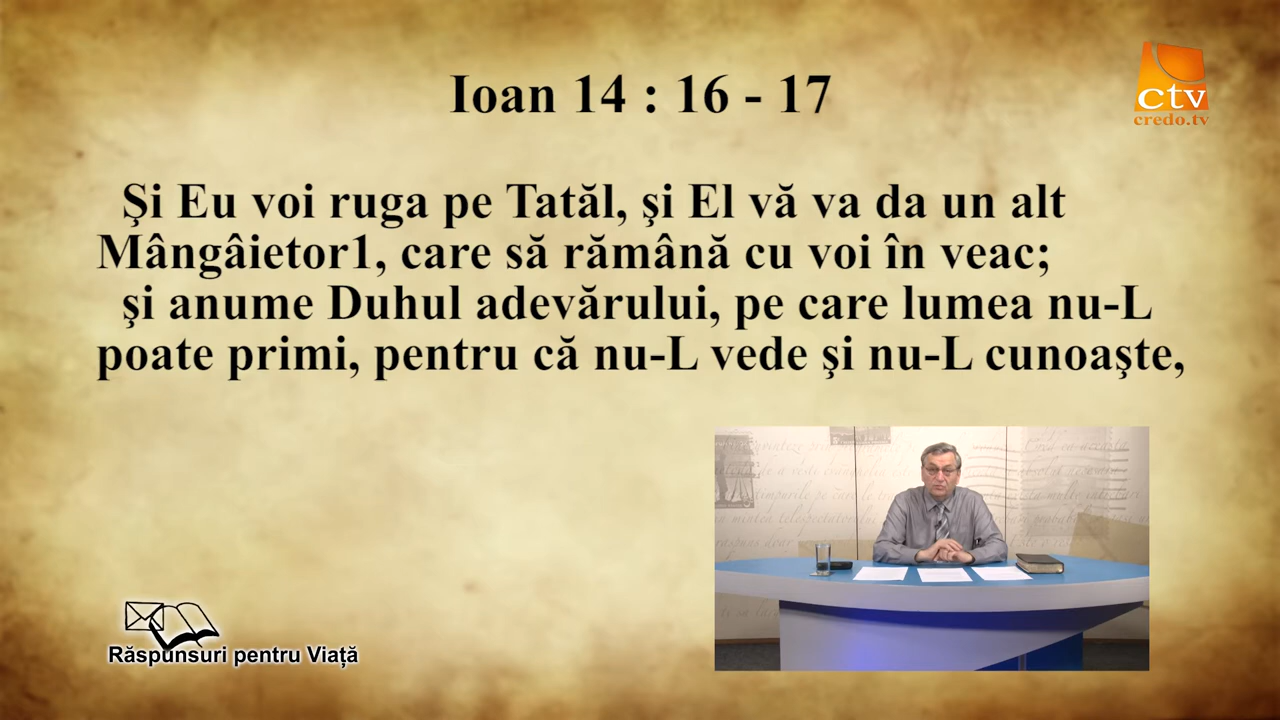 Ioan 14 : 16 - 17
ctv
credo.tv
Şi Eu voi ruga pe Tatăl, şi El vă va da un alt
Mângâietor1, care să rămână cu voi în veac;
şi anume Duhul adevărului, pe care lumea nu-L
poate primi, pentru că nu-L vede şi nu-L cunoaşte,
Răspunsuri pentru Viață